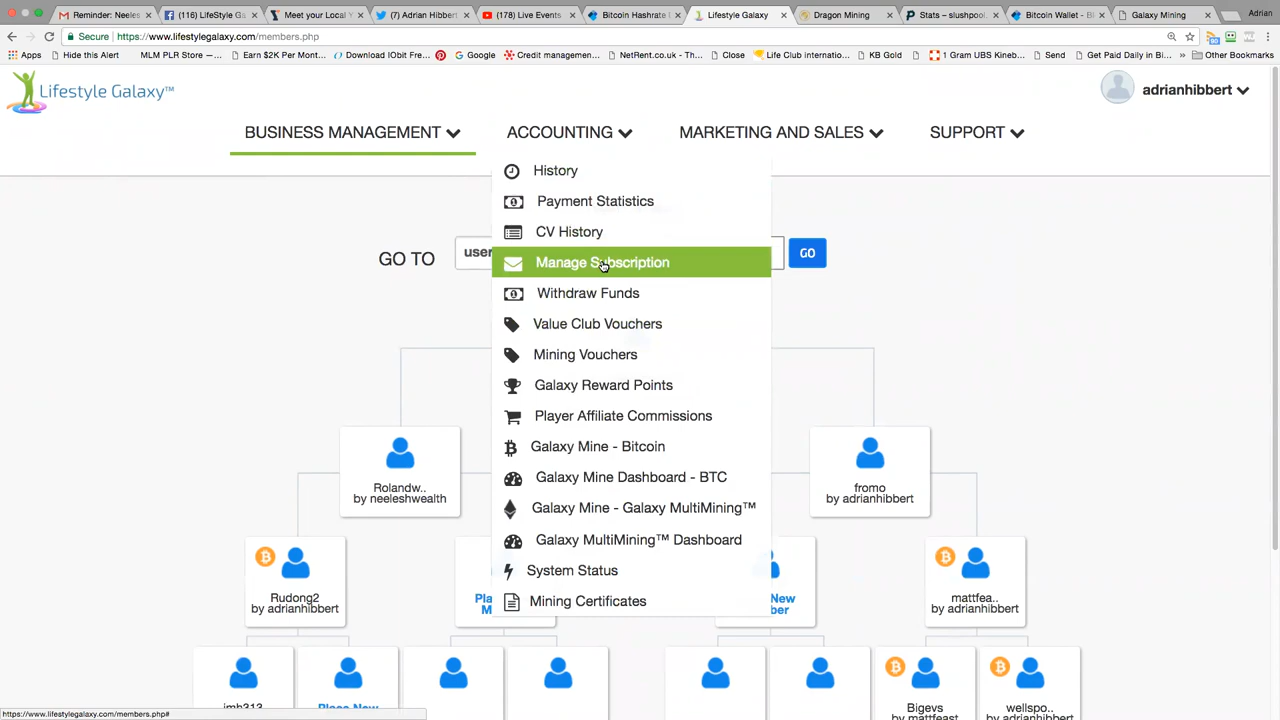 Reminder: Neeles
(116) LifeStyle Ga
Meet your Local Y
(7) Adrian Hibbert
(178) Live Events
Bitcoin Hashrate
Lifestyle Galaxy
Dragon Mining
Stats – slushpool.
Bitcoin Wallet - Bl
Galaxy Mining
Adrian
Secure
https://www.lifestylegalaxy.com/members.php
Apps
Hide this Alert
MLM PLR Store —...
Earn $2K Per Mont...
Download IObit Fre...
Google
Credit managemen...
NetRent.co.uk - Th...
Close
Life Club internatio...
KB Gold
1 Gram UBS Kineb...
Send
Get Paid Daily in Bi...
»
Other Bookmarks
Lifestyle Galaxy™
adrianhibbert
BUSINESS MANAGEMENT
ACCOUNTING
MARKETING AND SALES
SUPPORT
History
Payment Statistics
CV History
GO TO
user
GO
Manage Subscription
Withdraw Funds
Value Club Vouchers
Mining Vouchers
Galaxy Reward Points
Player Affiliate Commissions
Galaxy Mine - Bitcoin
Galaxy Mine Dashboard - BTC
Galaxy Mine - Galaxy MultiMining™
Galaxy MultiMining™ Dashboard
System Status
Mining Certificates
Rolandw..
by neeleshwealth
fromo
by adrianhibbert
Rudong2
by adrianhibbert
Pla
M
New
ber
mattfea..
by adrianhibbert
jmh313
Place New
Bigevs
by mattfeast
wellspo..
by adrianhibbert
https://www.lifestylegalaxy.com/members.php#